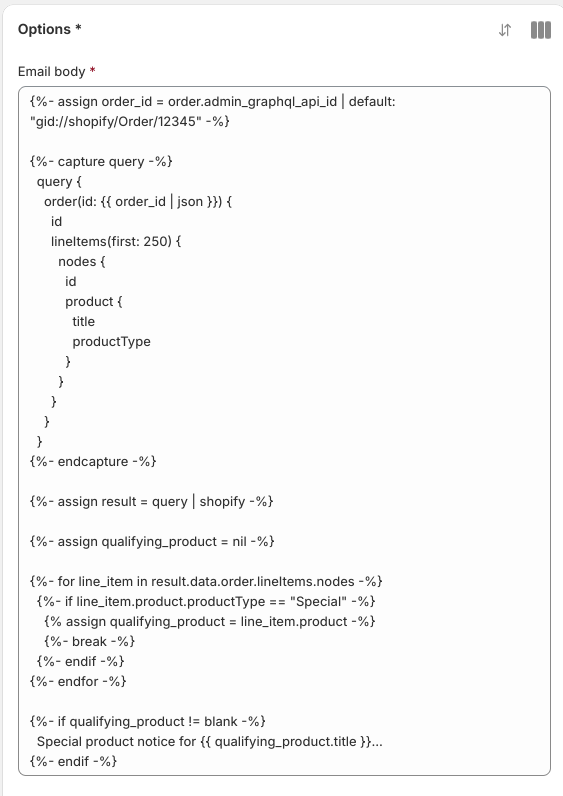 Options *
Email body *
{%- assign order_id = order.admin_graphql_api_id | default:
"gid://shopify/Order/12345" -%}

{%- capture query -%}
  query {
    order(id: {{ order_id | json }}) {
      id
      lineItems(first: 250) {
        nodes {
          id
          product {
            title
            productType
          }
        }
      }
    }
  }
{%- endcapture -%}

{%- assign result = query | shopify -%}

{%- assign qualifying_product = nil -%}

{%- for line_item in result.data.order.lineItems.nodes -%}
  {%- if line_item.product.productType == "Special" -%}
    {% assign qualifying_product = line_item.product -%}
    {%- break -%}
  {%- endif -%}
{%- endfor -%}

{%- if qualifying_product != blank -%}
  Special product notice for {{ qualifying_product.title }}...
{%- endif -%}